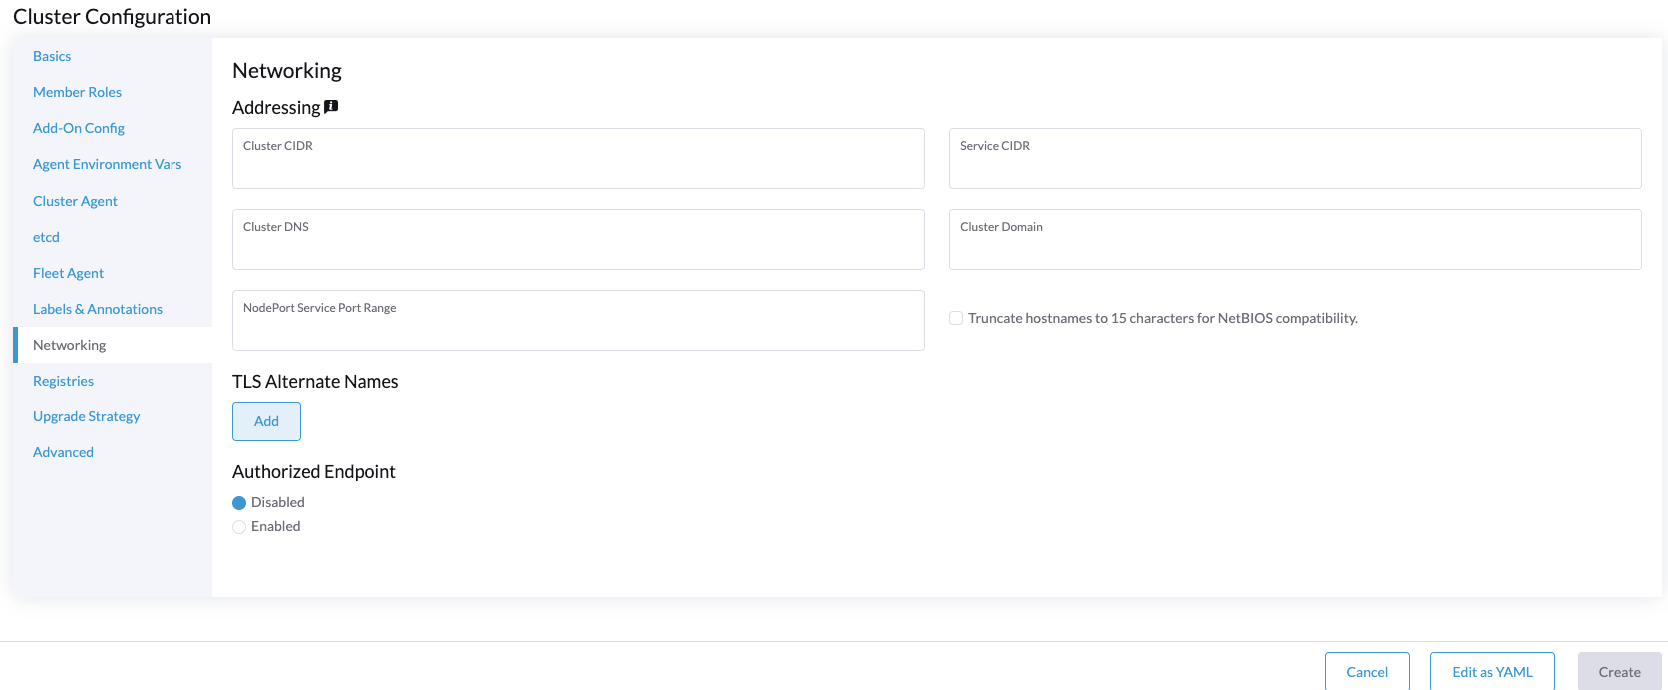 Cluster Configuration
Basics
Member Roles
Add-On Config
Agent Environment Vars
Cluster Agent
etcd
Fleet Agent
Labels & Annotations
Networking
Registries
Upgrade Strategy
Advanced
Networking
Addressing
Cluster CIDR
Service CIDR
Cluster DNS
Cluster Domain
NodePort Service Port Range
Truncate hostnames to 15 characters for NetBIOS compatibility.
TLS Alternate Names
Add
Authorized Endpoint
Disabled
Enabled
Cancel
Edit as YAML
Create